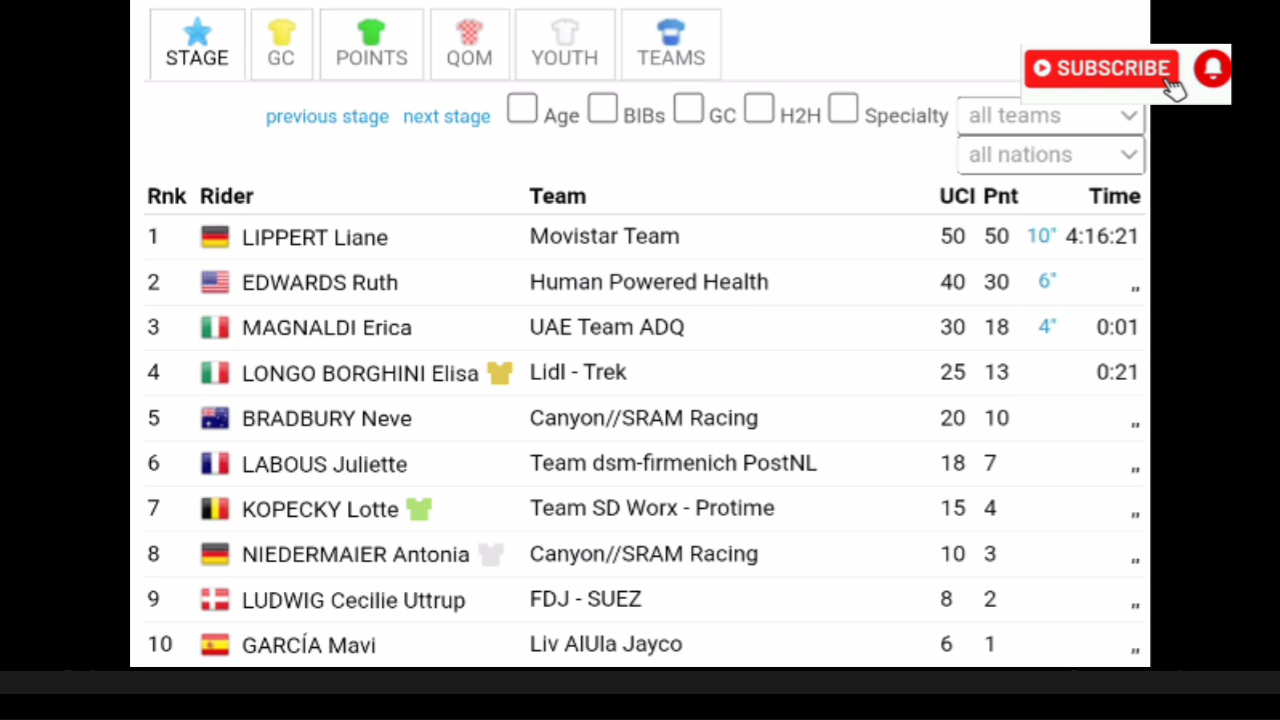 STAGE GC POINTS QOM YOUTH TEAMS
SUBSCRIBE
previous stage next stage Age BIBs GC H2H Specialty all teams
all nations
Rnk Rider Team UCI Pnt Time
1 LIPPERT Liane Movistar Team 50 50 10" 4:16:21
2 EDWARDS Ruth Human Powered Health 40 30 6" ,,
3 MAGNALDI Erica UAE Team ADQ 30 18 4" 0:01
4 LONGO BORGHINI Elisa Lidl - Trek 25 13 0:21
5 BRADBURY Neve Canyon//SRAM Racing 20 10 ,,
6 LABOUS Juliette Team dsm-firmenich PostNL 18 7 ,,
7 KOPECKY Lotte Team SD Worx - Protime 15 4 ,,
8 NIEDERMAIER Antonia Canyon//SRAM Racing 10 3 ,,
9 LUDWIG Cecilie Uttrup FDJ - SUEZ 8 2 ,,
10 GARCÍA Mavi Liv AlUla Jayco 6 1 ,,